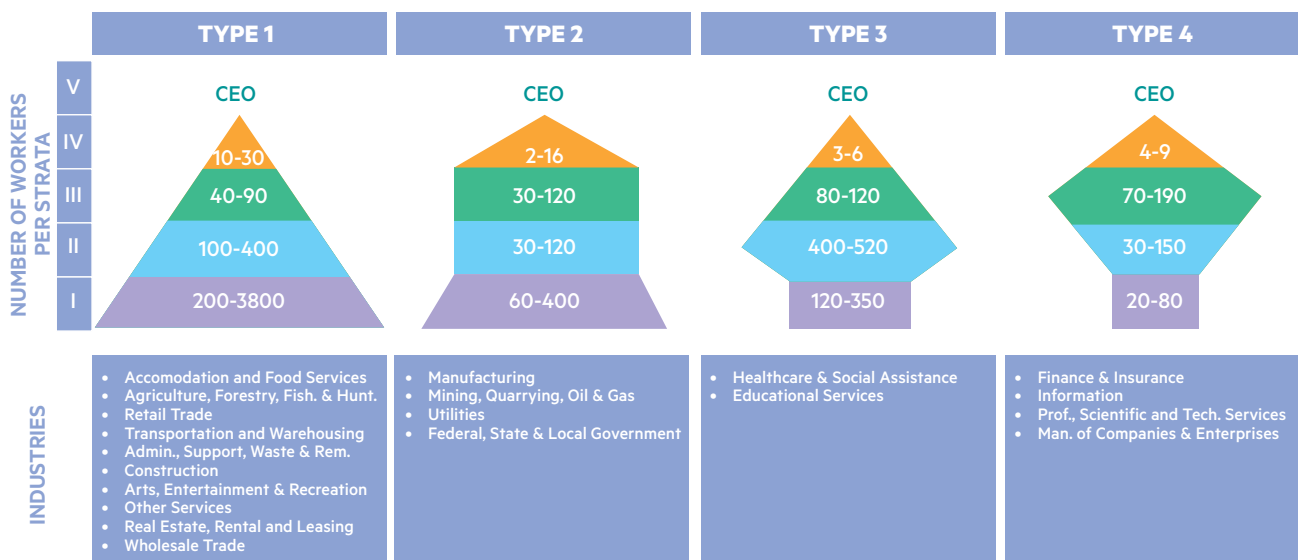 TYPE 1
TYPE 2
TYPE 3
TYPE 4
NUMBER OF WORKERS
PER STRATA
V
IV
III
II
I
CEO
10-30
40-90
100-400
200-3800
CEO
2-16
30-120
30-120
60-400
CEO
3-6
80-120
400-520
120-350
CEO
4-9
70-190
30-150
20-80
INDUSTRIES
• Accomodation and Food Services
• Agriculture, Forestry, Fish. & Hunt.
• Retail Trade
• Transportation and Warehousing
• Admin., Support, Waste & Rem.
• Construction
• Arts, Entertainment & Recreation
• Other Services
• Real Estate, Rental and Leasing
• Wholesale Trade
• Manufacturing
• Mining, Quarrying, Oil & Gas
• Utilities
• Federal, State & Local Government
• Healthcare & Social Assistance
• Educational Services
• Finance & Insurance
• Information
• Prof., Scientific and Tech. Services
• Man. of Companies & Enterprises